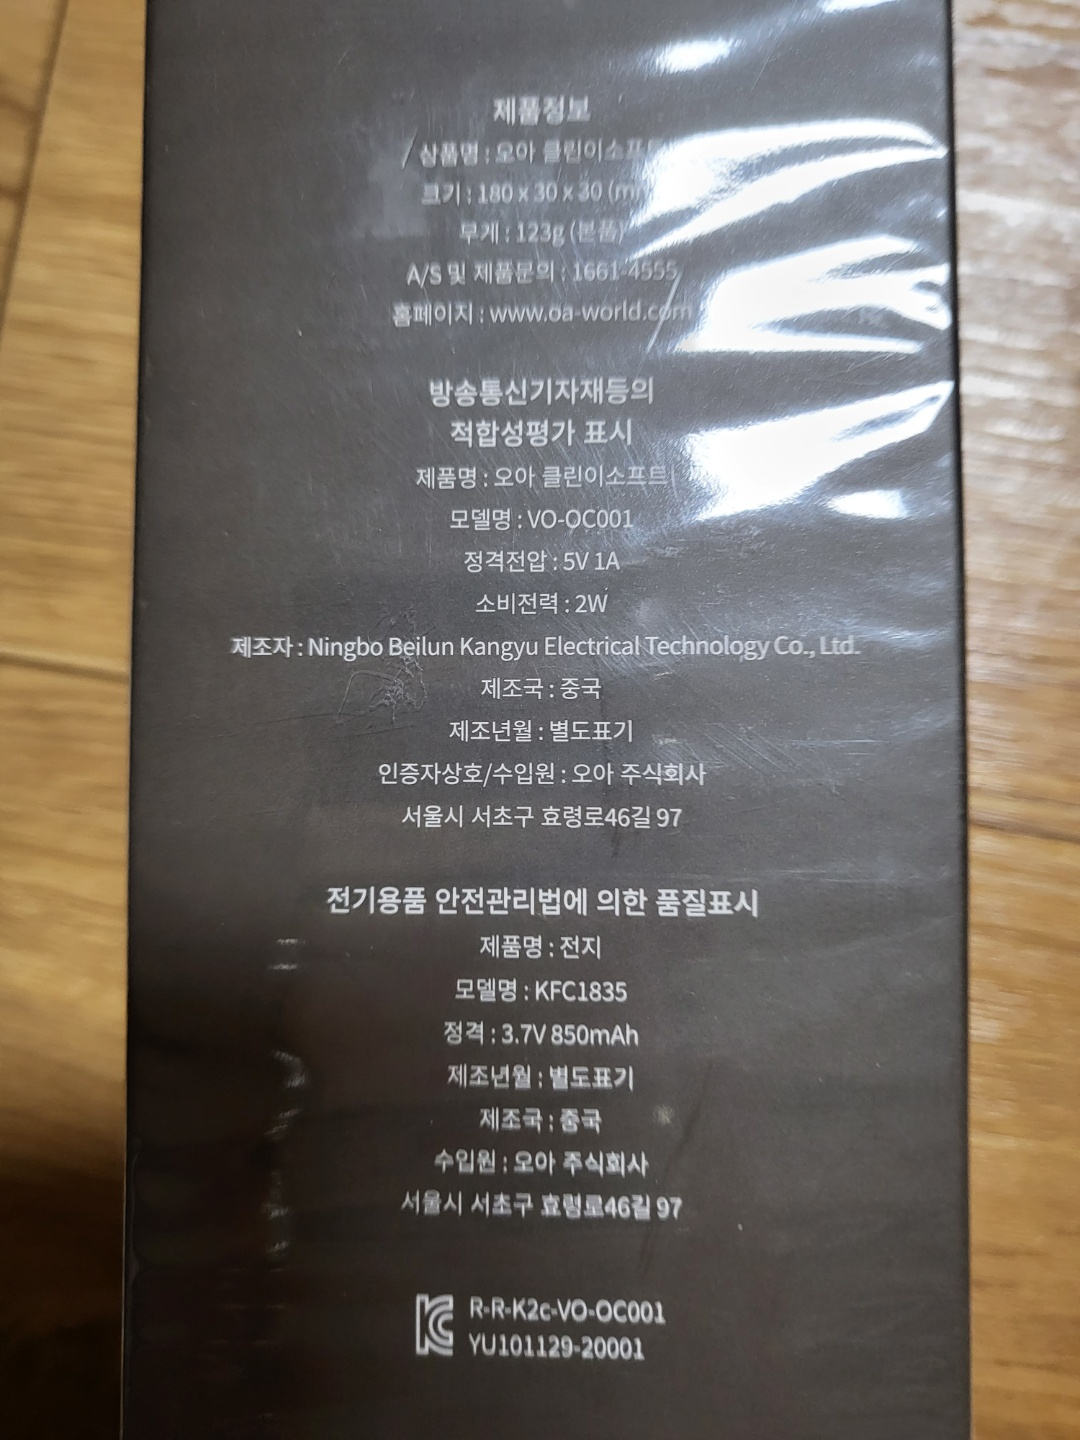 제품정보
상품명 : 오아 클린이소프트
크기 : 180 x 30 x 30 (mm
무게 : 123g (본품)
A/S 및 제품문의 : 1661-4555
홈페이지 : www.oa-world.com
방송통신기자재등의
적합성평가 표시
제품명 : 오아 클린이소프트
모델명 : VO-OC001
정격전압 : 5V 1A
소비전력 : 2W
제조자 : Ningbo Beilun Kangyu Electrical Technology Co., Ltd.
제조국 : 중국
제조년월 : 별도표기
인증자상호/수입원 : 오아 주식회사
서울시 서초구 효령로46길 97
전기용품 안전관리법에 의한 품질표시
제품명 : 전지
모델명 : KFC1835
정격 : 3.7V 850mAh
제조년월 : 별도표기
제조국 : 중국
수입원 : 오아 주식회사
서울시 서초구 효령로46길 97
R-R-K2c-VO-OC001
YU101129-20001